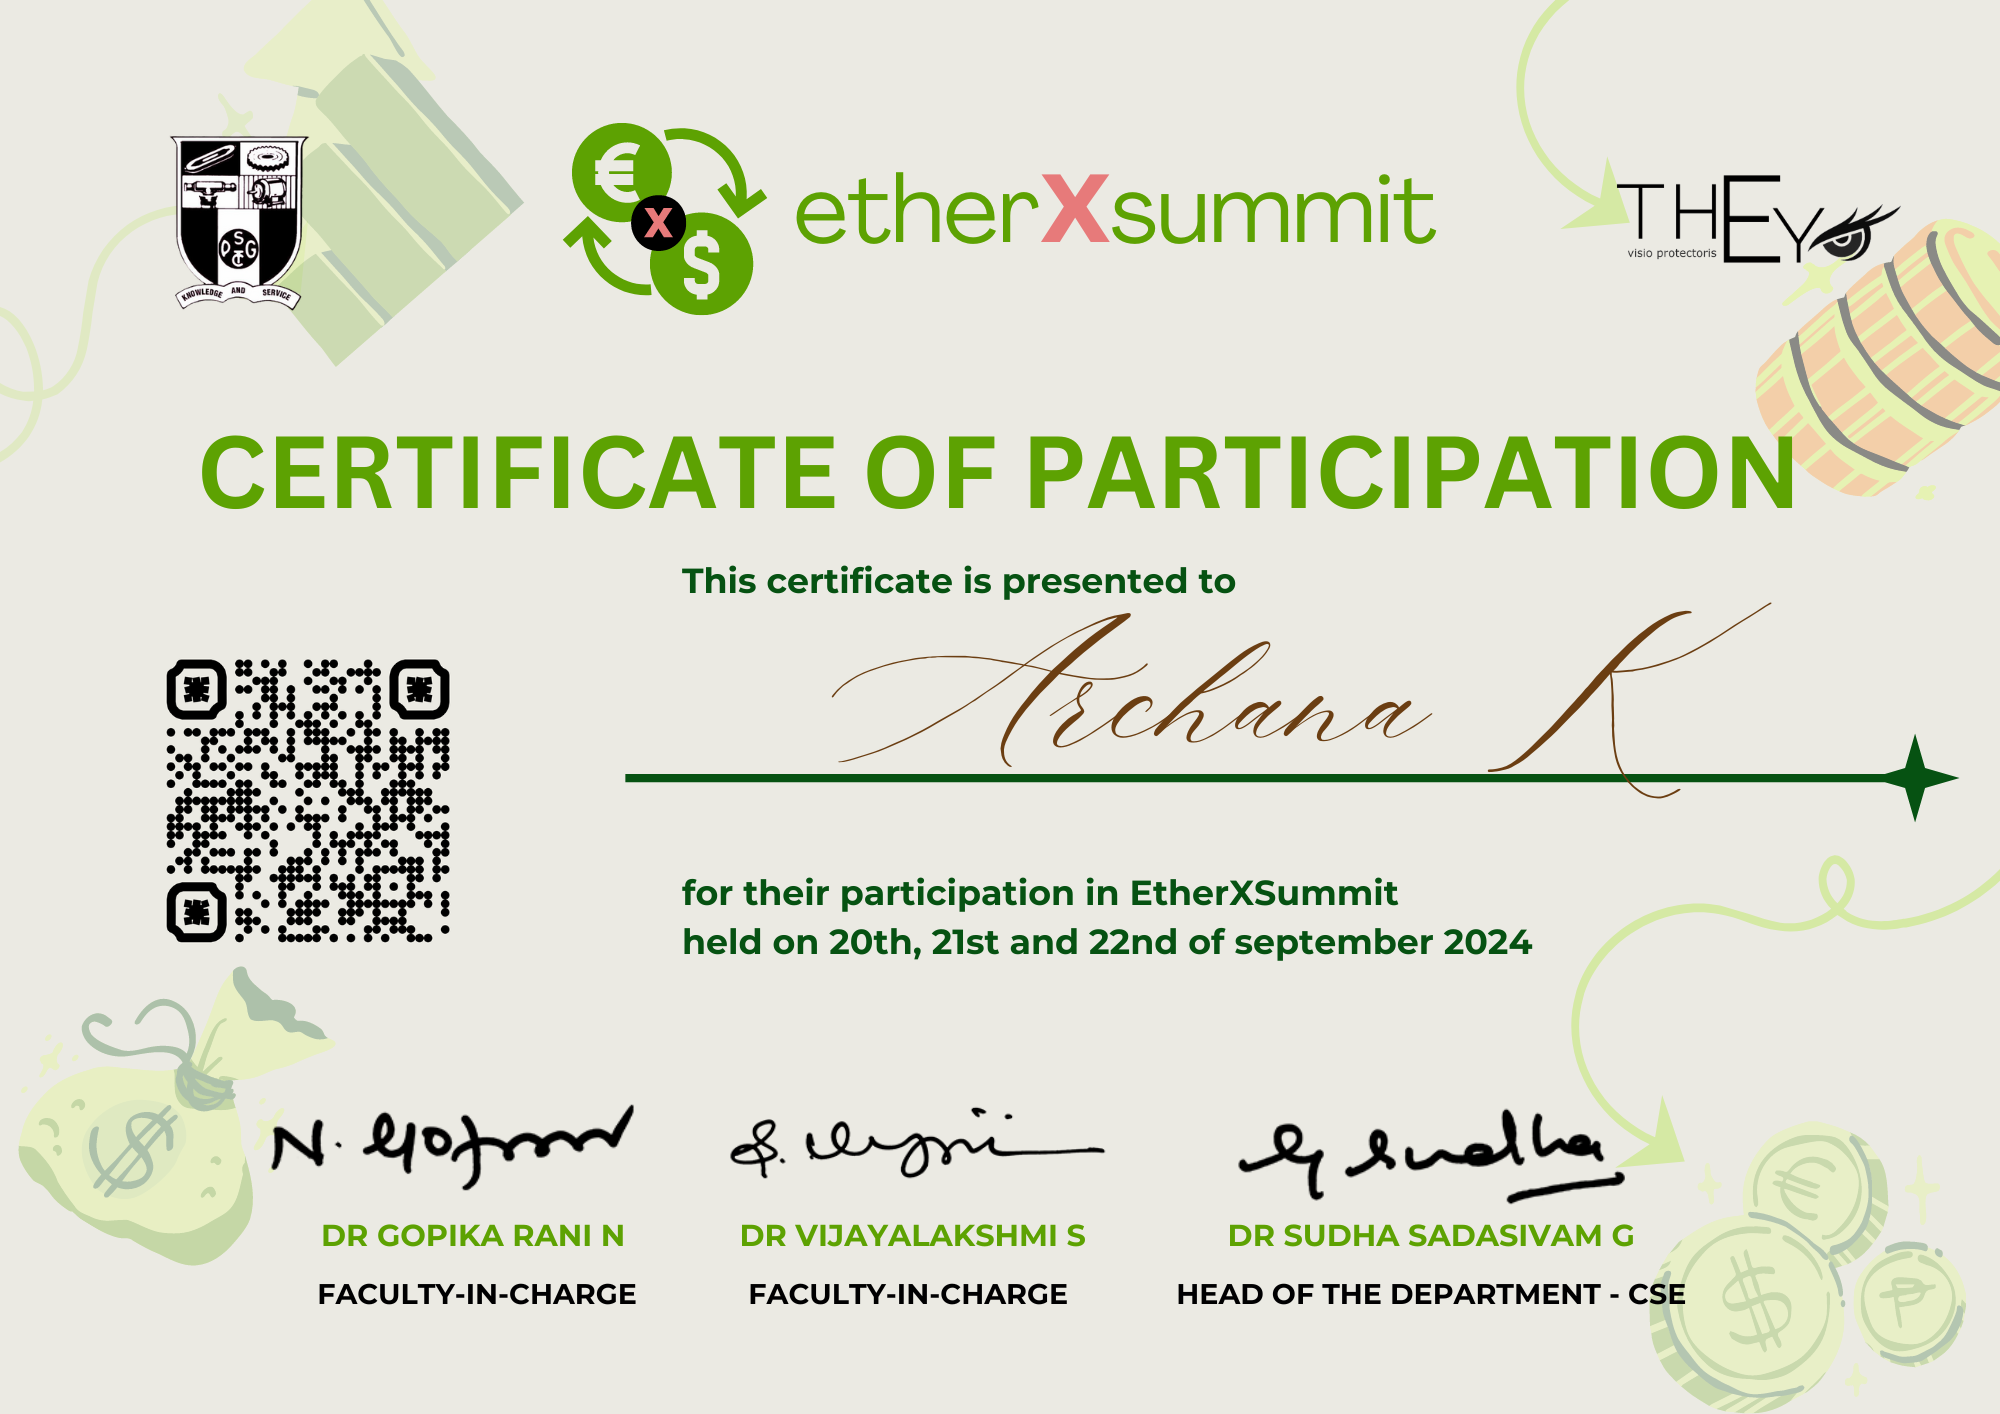 KNOWLEDGE AND SERVICE
S
D G
C
T
€
X
$
etherXsummit
THEY
visio protectoris
CERTIFICATE OF PARTICIPATION
This certificate is presented to
Archana K
for their participation in EtherXSummit
held on 20th, 21st and 22nd of september 2024
$
€
$
₱
N. Gopika
S. Vijaya
G Sudha
DR GOPIKA RANI N
DR VIJAYALAKSHMI S
DR SUDHA SADASIVAM G
FACULTY-IN-CHARGE
FACULTY-IN-CHARGE
HEAD OF THE DEPARTMENT - CSE